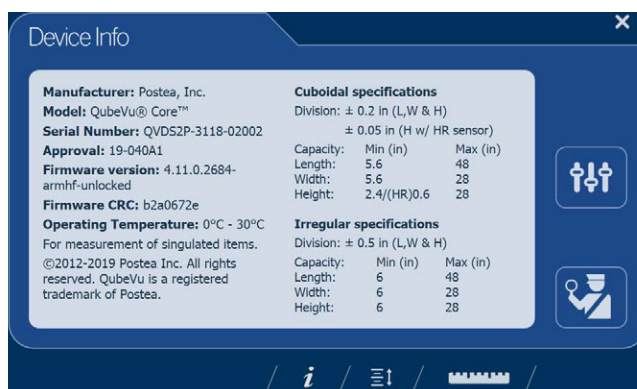 Device Info
Manufacturer: Postea, Inc.
Model: QubeVu® Core™
Serial Number: QVDS2P-3118-02002
Approval: 19-040A1
Firmware version: 4.11.0.2684-
armhf-unlocked
Firmware CRC: b2a0672e
Operating Temperature: 0°C - 30°C
For measurement of singulated items.
©2012-2019 Postea Inc. All rights
reserved. QubeVu is a registered
trademark of Postea.
Cuboidal specifications
Division: ± 0.2 in (L,W & H)
± 0.05 in (H w/ HR sensor)
Capacity: Min (in) Max (in)
Length: 5.6 48
Width: 5.6 28
Height: 2.4/(HR)0.6 28
Irregular specifications
Division: ± 0.5 in (L,W & H)
Capacity: Min (in) Max (in)
Length: 6 48
Width: 6 28
Height: 6 28